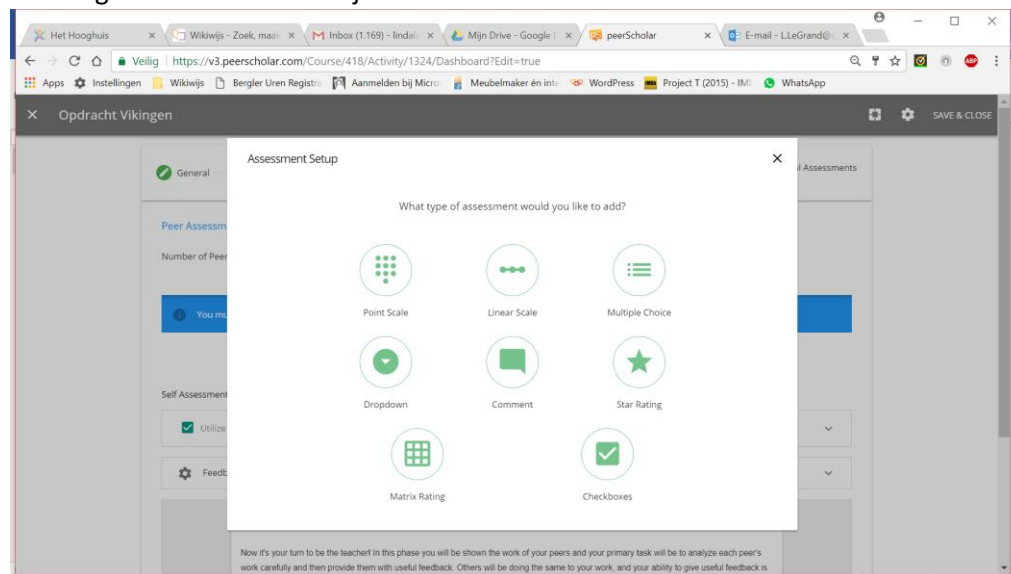 Het Hooghuis
Wikiwijs - Zoek, maak
Inbox (1.169) - lindal
Mijn Drive - Google D
peerScholar
E-mail - L.LeGrand@
Veilig | https://v3.peerscholar.com/Course/418/Activity/1324/Dashboard?Edit=true
Apps Instellingen Wikiwijs Bergler Uren Registr Aanmelden bij Micro Meubelmaker én inte WordPress Project T (2015) - IM WhatsApp
Opdracht Vikingen SAVE & CLOSE
Assessment Setup
General l Assessments
What type of assessment would you like to add?
Peer Assessm
Number of Peer
You mu
Point Scale Linear Scale Multiple Choice
Self Assessment
Dropdown Comment Star Rating
Utilize
Feedb
Matrix Rating Checkboxes
Now it's your turn to be the teacher! In this phase you will be shown the work of your peers and your primary task will be to analyze each peer's
work carefully and then provide them with useful feedback. Others will be doing the same to your work, and your ability to give useful feedback is